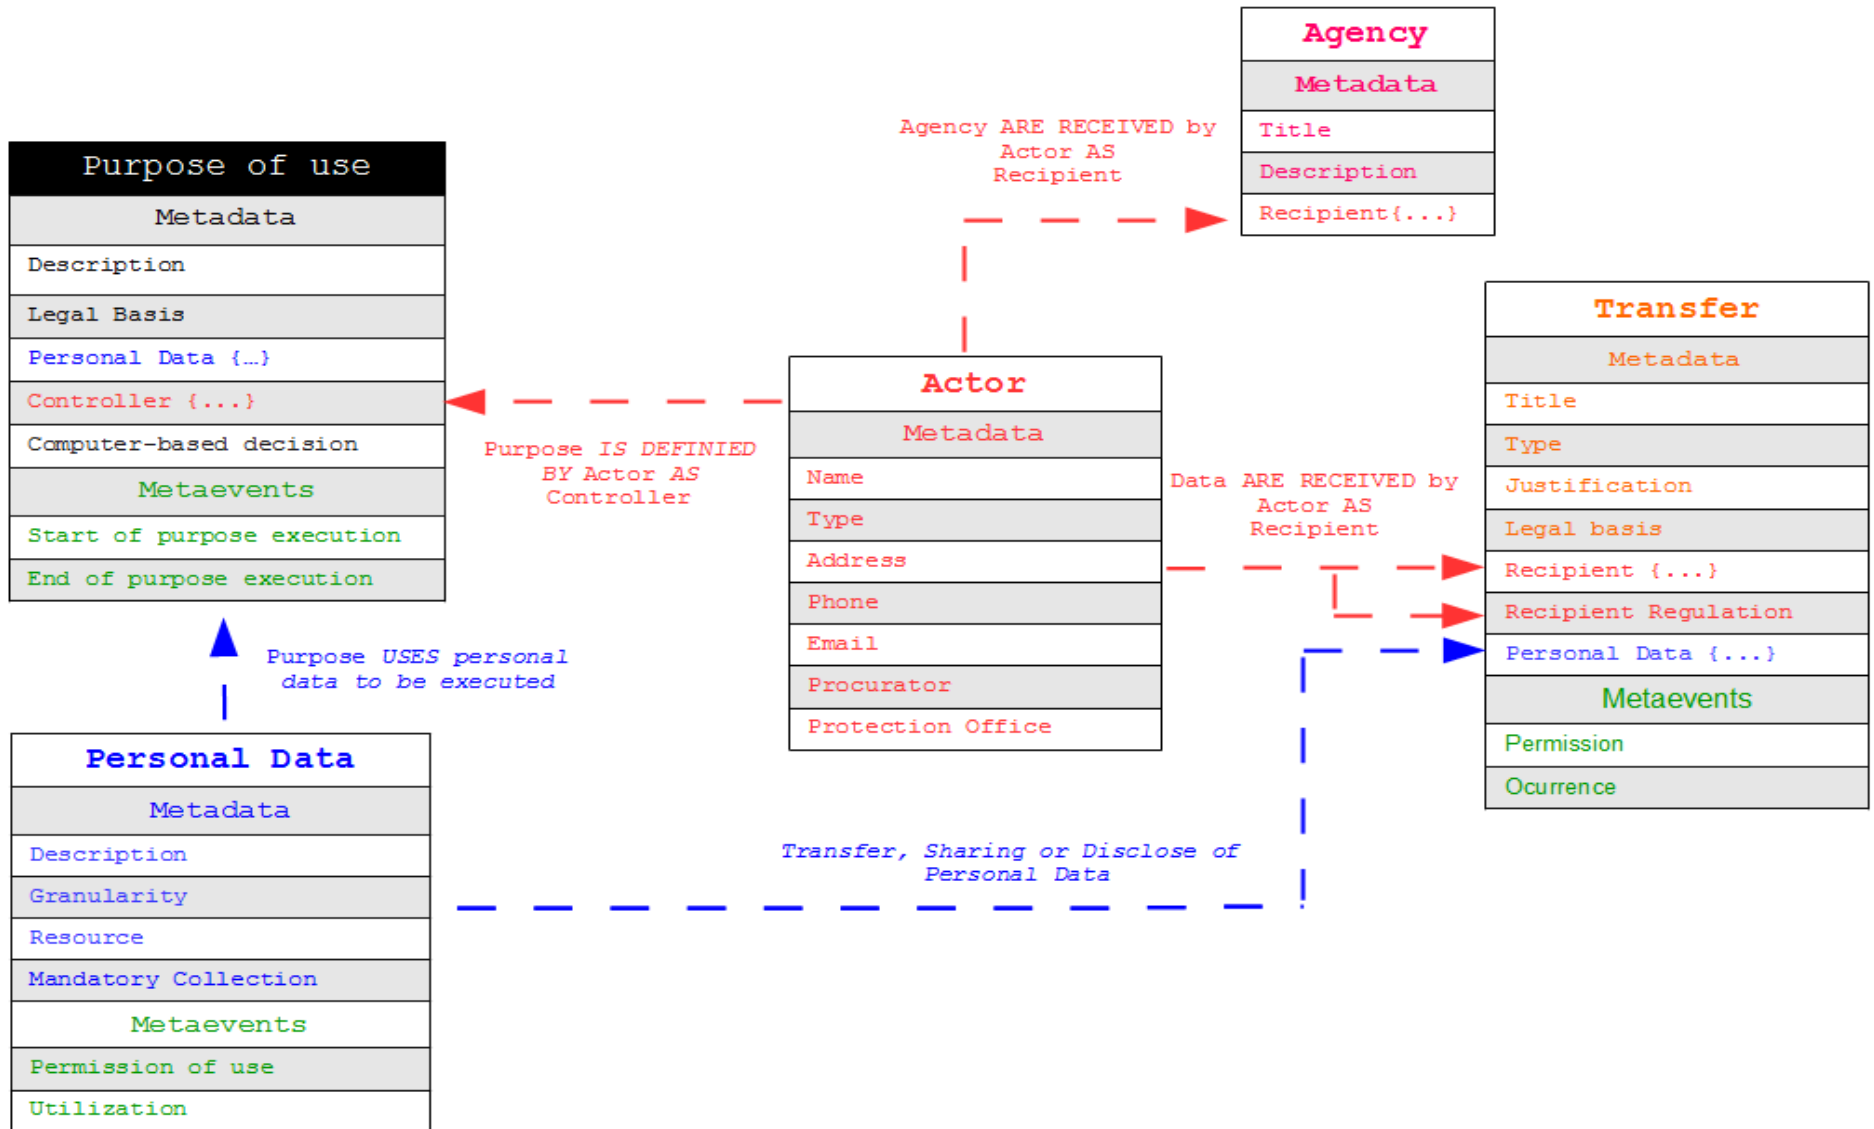 Purpose of use
Metadata
Description
Legal Basis
Personal Data {…}
Controller {...}
Computer-based decision
Metaevents
Start of purpose execution
End of purpose execution
Purpose USES personal
data to be executed
Personal Data
Metadata
Description
Granularity
Resource
Mandatory Collection
Metaevents
Permission of use
Utilization
Purpose IS DEFINIED
BY Actor AS
Controller
Agency ARE RECEIVED by
Actor AS
Recipient
Actor
Metadata
Name
Type
Address
Phone
Email
Procurator
Protection Office
Transfer, Sharing or Disclose of
Personal Data
Data ARE RECEIVED by
Actor AS
Recipient
Agency
Metadata
Title
Description
Recipient{...}
Transfer
Metadata
Title
Type
Justification
Legal basis
Recipient {...}
Recipient Regulation
Personal Data {...}
Metaevents
Permission
Ocurrence